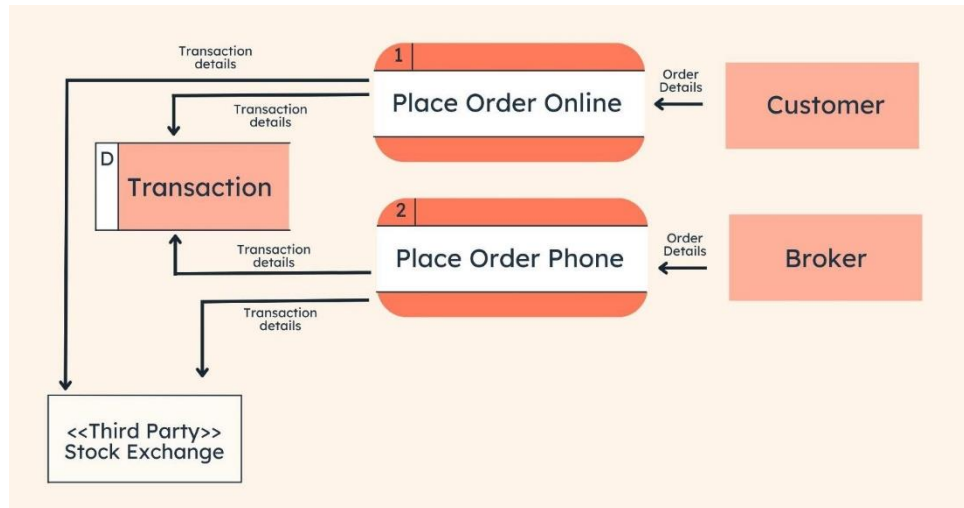 Transaction
details
1
Place Order Online
Order
Details
Customer
Transaction
details
D
Transaction
2
Place Order Phone
Order
Details
Broker
Transaction
details
Transaction
details
<<Third Party>>
Stock Exchange